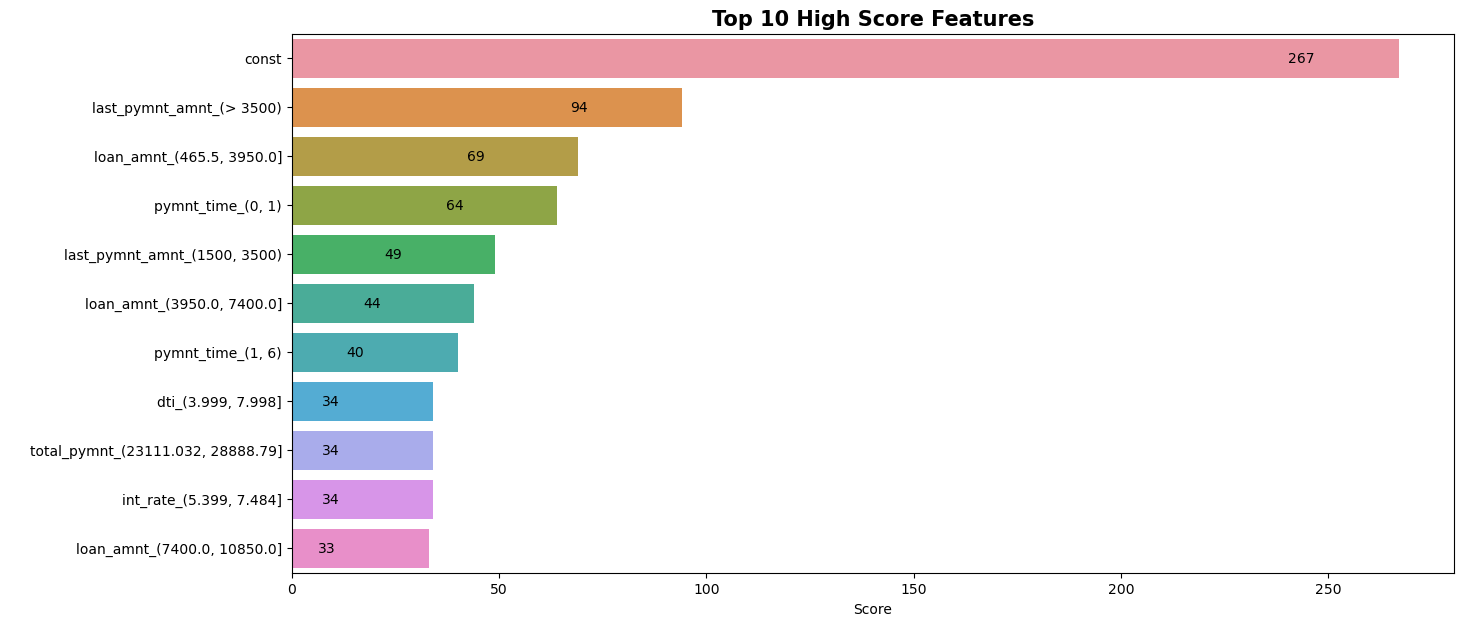 Top 10 High Score Features
const
267
last_pymnt_amnt_(> 3500)
94
loan_amnt_(465.5, 3950.0]
69
pymnt_time_(0, 1)
64
last_pymnt_amnt_(1500, 3500)
49
loan_amnt_(3950.0, 7400.0]
44
pymnt_time_(1, 6)
40
dti_(3.999, 7.998]
34
total_pymnt_(23111.032, 28888.79]
34
int_rate_(5.399, 7.484]
34
loan_amnt_(7400.0, 10850.0]
33
0 50 100 150 200 250
Score